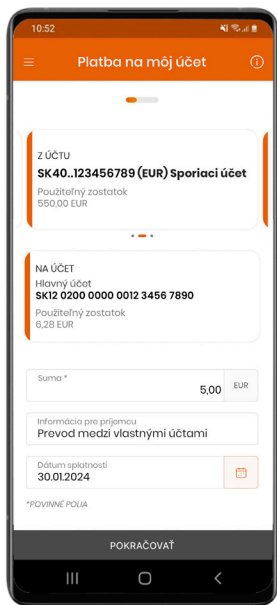 10:52
Platba na môj účet
Z ÚČTU
SK40..123456789 (EUR) Sporiaci účet
Použiteľný zostatok
550,00 EUR
NA ÚČET
Hlavný účet
SK12 0200 0000 0012 3456 7890
Použiteľný zostatok
6,28 EUR
Suma *
5,00 EUR
Informácia pre príjemcu
Prevod medzi vlastnými účtami
Dátum splatnosti
30.01.2024
*POVINNÉ POLIA
POKRAČOVAŤ